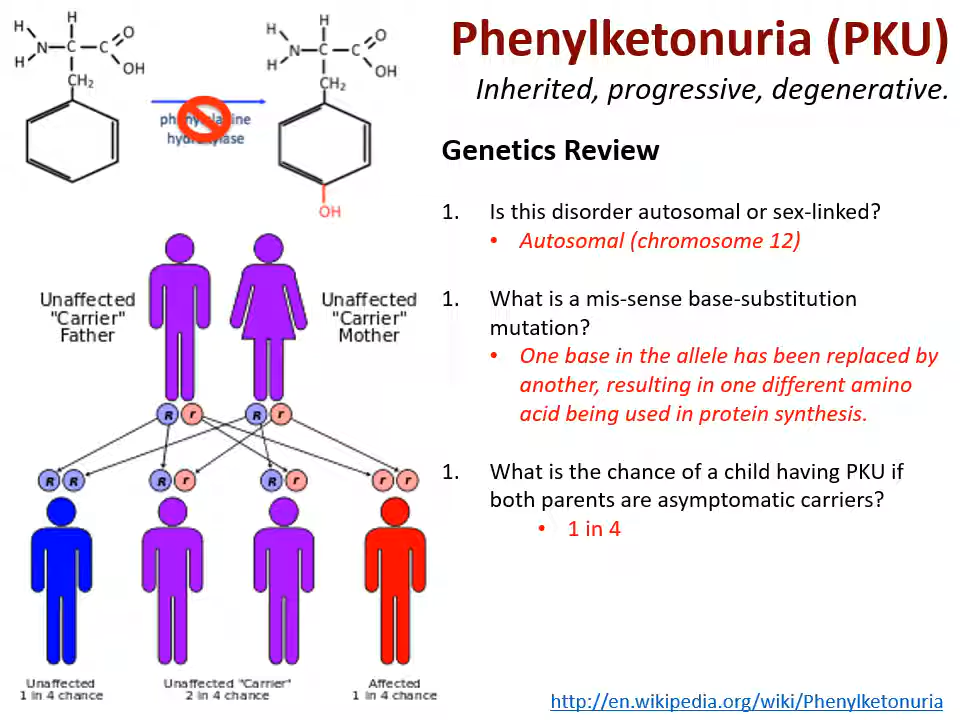 Phenylketonuria (PKU)
Inherited, progressive, degenerative.
H
H
N
C
C
O
OH
H
CH₂
H
H
N
C
C
O
OH
H
CH₂
OH
phenylalanine
hydroxylase
Genetics Review
1. Is this disorder autosomal or sex-linked?
• Autosomal (chromosome 12)
1. What is a mis-sense base-substitution
mutation?
• One base in the allele has been replaced by
another, resulting in one different amino
acid being used in protein synthesis.
1. What is the chance of a child having PKU if
both parents are asymptomatic carriers?
• 1 in 4
Unaffected
"Carrier"
Father
Unaffected
"Carrier"
Mother
R r R r
R R R r R r r r
Unaffected
1 in 4 chance
Unaffected "Carrier"
2 in 4 chance
Affected
1 in 4 chance
http://en.wikipedia.org/wiki/Phenylketonuria